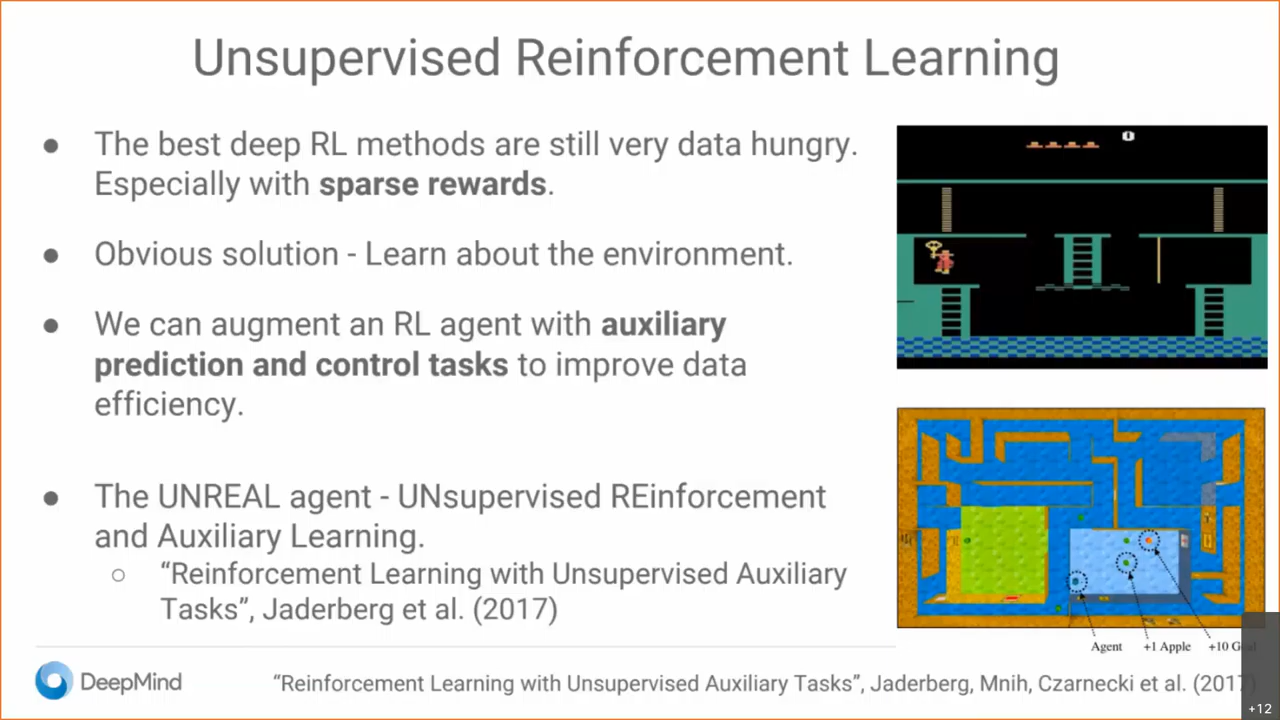 Unsupervised Reinforcement Learning
● The best deep RL methods are still very data hungry.
Especially with sparse rewards.
● Obvious solution - Learn about the environment.
● We can augment an RL agent with auxiliary
prediction and control tasks to improve data
efficiency.
● The UNREAL agent - UNsupervised REinforcement
and Auxiliary Learning.
○ “Reinforcement Learning with Unsupervised Auxiliary
Tasks”, Jaderberg et al. (2017)
Agent +1 Apple +10
DeepMind
“Reinforcement Learning with Unsupervised Auxiliary Tasks”, Jaderberg, Mnih, Czarnecki et al. (2017)
+12